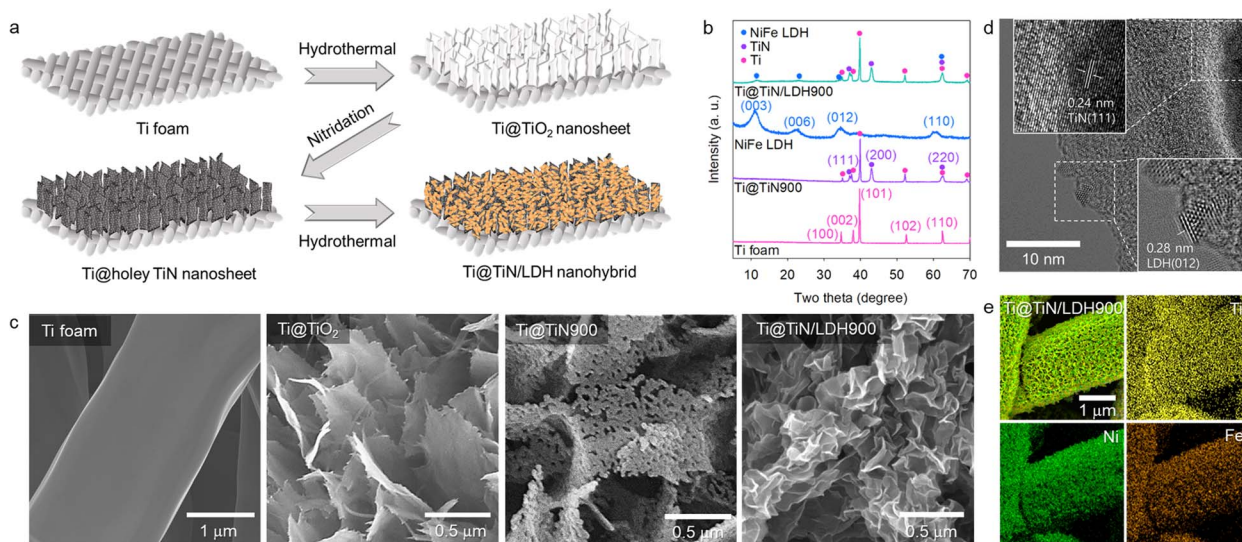 a
Hydrothermal
Ti foam
Ti@TiO₂ nanosheet
Nitridation
Hydrothermal
Ti@holey TiN nanosheet
Ti@TiN/LDH nanohybrid
b
NiFe LDH
TiN
Ti
Ti@TiN/LDH900
(003)
(006)
(012)
(110)
NiFe LDH
(111)
(200)
(220)
Ti@TiN900
(101)
(002)
(100)
(102)
(110)
Ti foam
Intensity (a. u.)
10 20 30 40 50 60 70
Two theta (degree)
c
Ti foam
1 μm
Ti@TiO₂
0.5 μm
Ti@TiN900
0.5 μm
Ti@TiN/LDH900
0.5 μm
d
0.24 nm
TiN(111)
10 nm
0.28 nm
LDH(012)
e
Ti@TiN/LDH900
1 μm
Ti
Ni
Fe